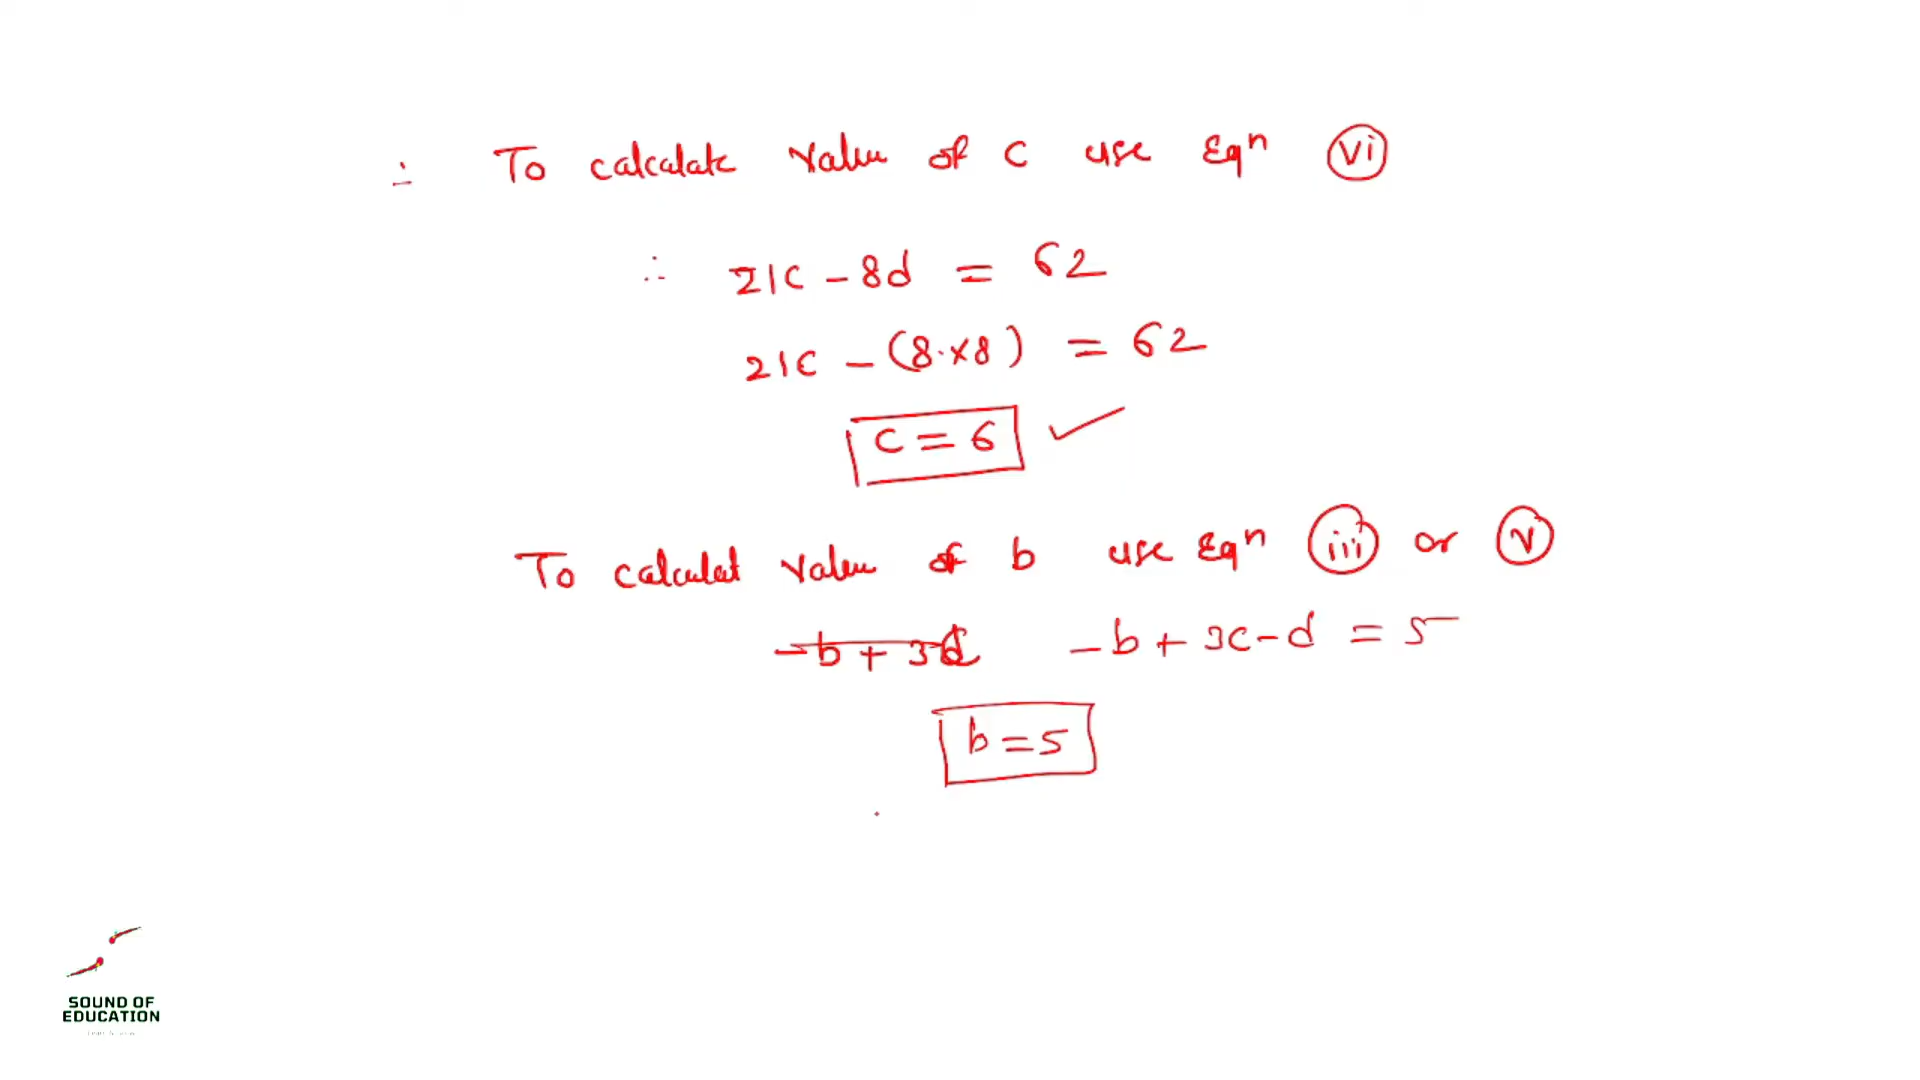 ∴ To calculate value of c use Eqn (vi)
∴ 21c - 8d = 62
21c - (8×8) = 62
c = 6 ✓
To calculat value of b use Eqn (iii) or (v)
-b + 3c - d = 5
b = 5
SOUND OF
EDUCATION